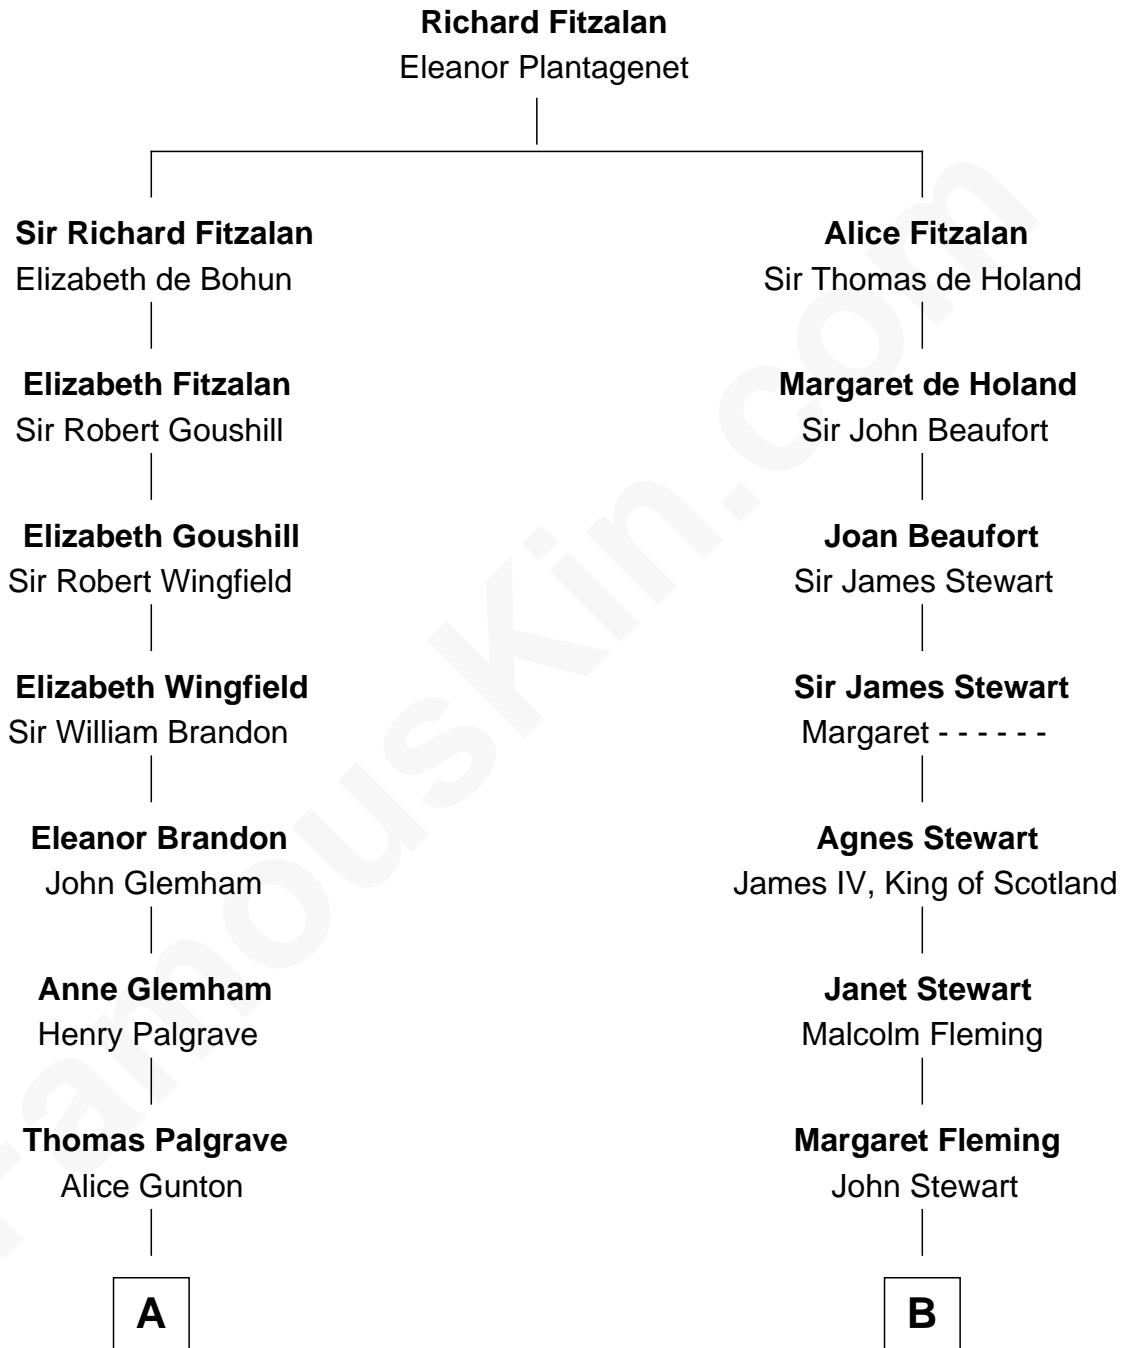 Richard Fitzalan
Eleanor Plantagenet
Sir Richard Fitzalan
Elizabeth de Bohun
Alice Fitzalan
Sir Thomas de Holand
Elizabeth Fitzalan
Sir Robert Goushill
Margaret de Holand
Sir John Beaufort
Elizabeth Goushill
Sir Robert Wingfield
Joan Beaufort
Sir James Stewart
Elizabeth Wingfield
Sir William Brandon
Sir James Stewart
Margaret - - - - - -
Eleanor Brandon
John Glemham
Agnes Stewart
James IV, King of Scotland
Anne Glemham
Henry Palgrave
Janet Stewart
Malcolm Fleming
Thomas Palgrave
Alice Gunton
Margaret Fleming
John Stewart
A
B
FamousKin.com